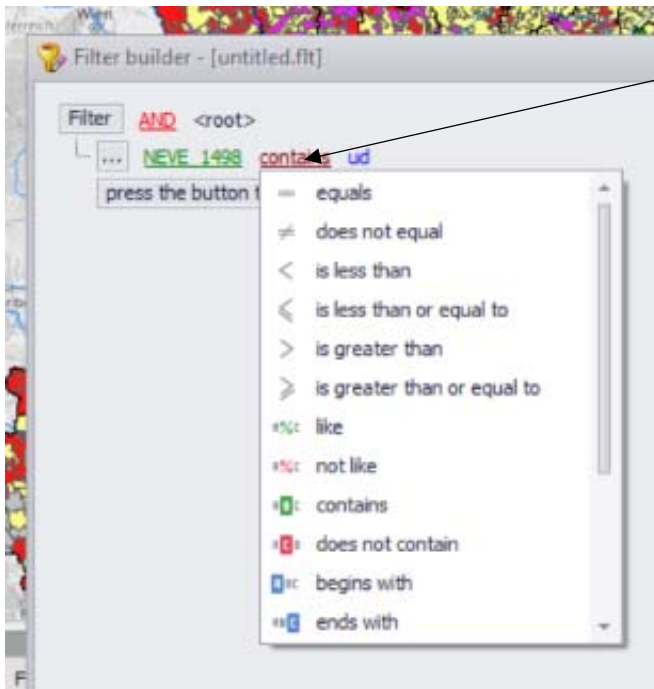 Wien
Filter builder - [untitled.flt]
Filter AND <root>
... NEVE_1498 contains ud
press the button t
equals
does not equal
is less than
is less than or equal to
is greater than
is greater than or equal to
like
not like
contains
does not contain
begins with
ends with
F